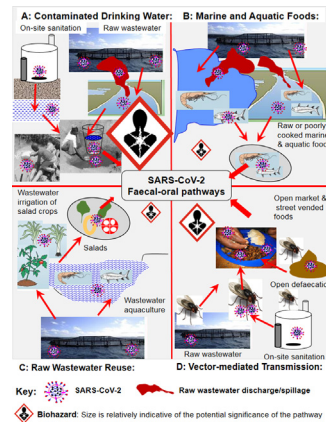 A: Contaminated Drinking Water:
On-site sanitation
Raw wastewater
B: Marine and Aquatic Foods:
Raw or poorly
cooked marine
& aquatic food
SARS-CoV-2
Faecal-oral pathways
Wastewater
irrigation of
salad crops
Salads
Wastewater
aquaculture
Open market &
street vended
foods
Open defaecation
Raw wastewater
On-site sanitation
C: Raw Wastewater Reuse:
D: Vector-mediated Transmission:
Key:
SARS-CoV-2
Raw wastewater discharge/spillage
Biohazard: Size is relatively indicative of the potential significance of the pathway